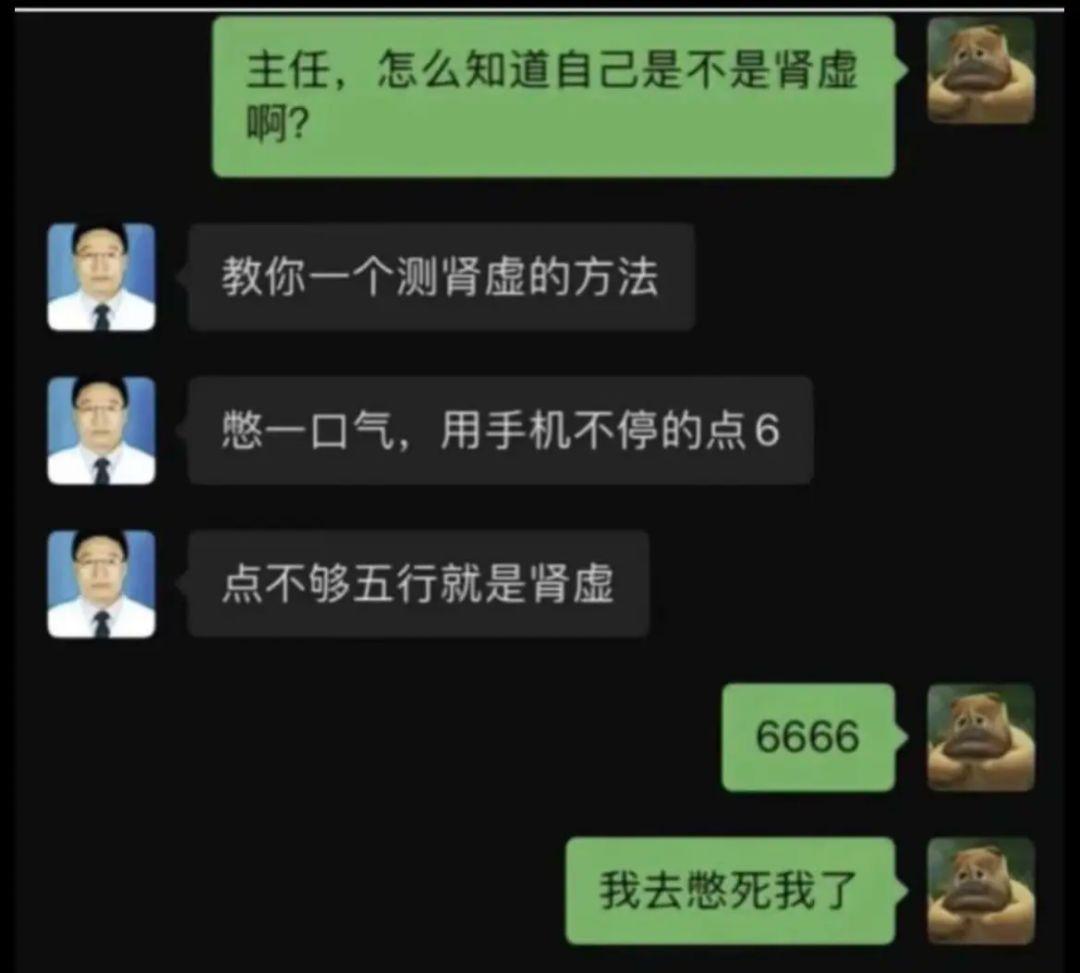 主任，怎么知道自己是不是肾虚
啊?
教你一个测肾虚的方法
憋一口气，用手机不停的点6
点不够五行就是肾虚
6666
我去憋死我了